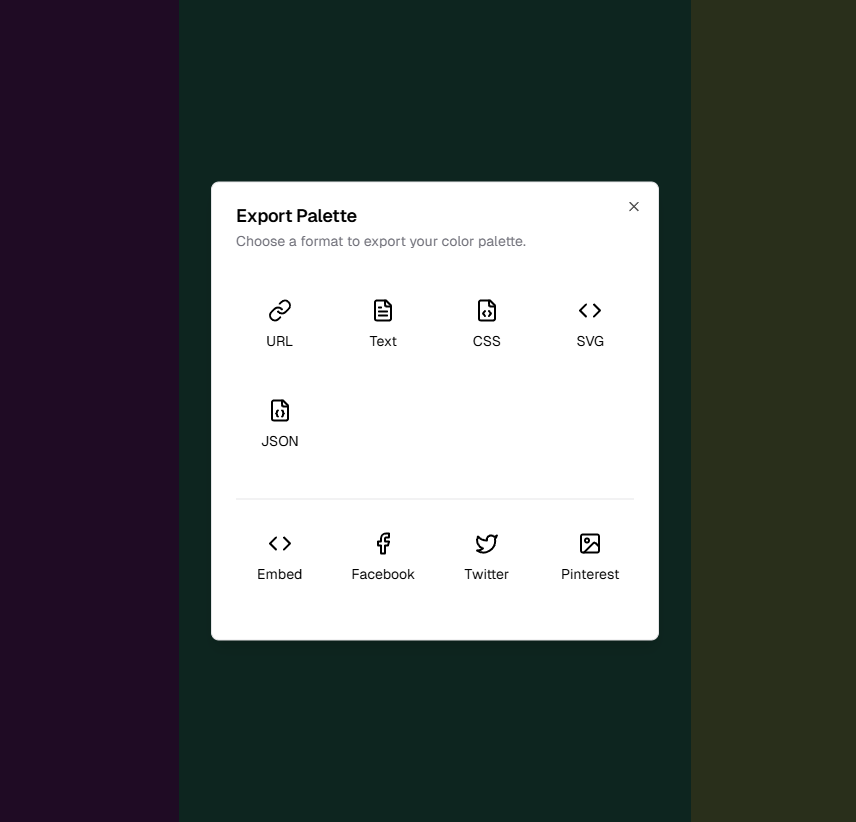 Export Palette
Choose a format to export your color palette.
URL
Text
CSS
SVG
JSON
Embed
Facebook
Twitter
Pinterest